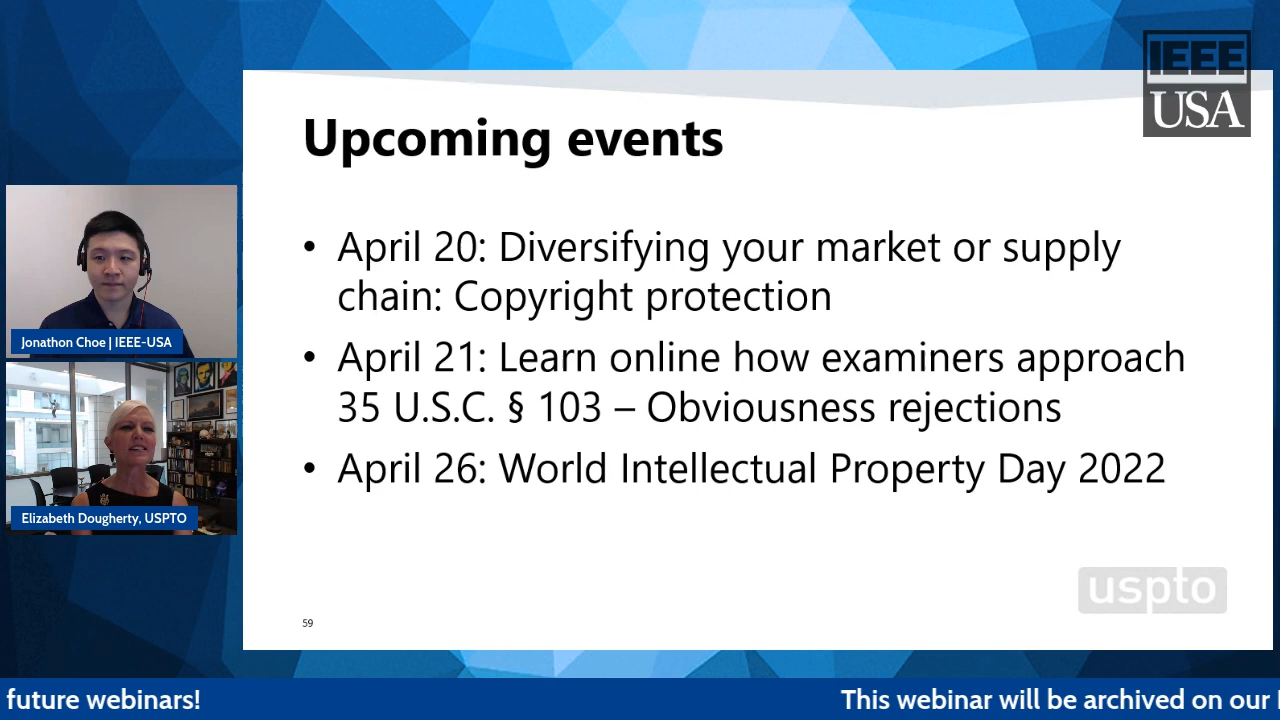 IEEE
USA
Upcoming events
• April 20: Diversifying your market or supply
chain: Copyright protection
• April 21: Learn online how examiners approach
35 U.S.C. § 103 – Obviousness rejections
• April 26: World Intellectual Property Day 2022
Jonathon Choe | IEEE-USA
Elizabeth Dougherty, USPTO
uspto
59
future webinars!
This webinar will be archived on our